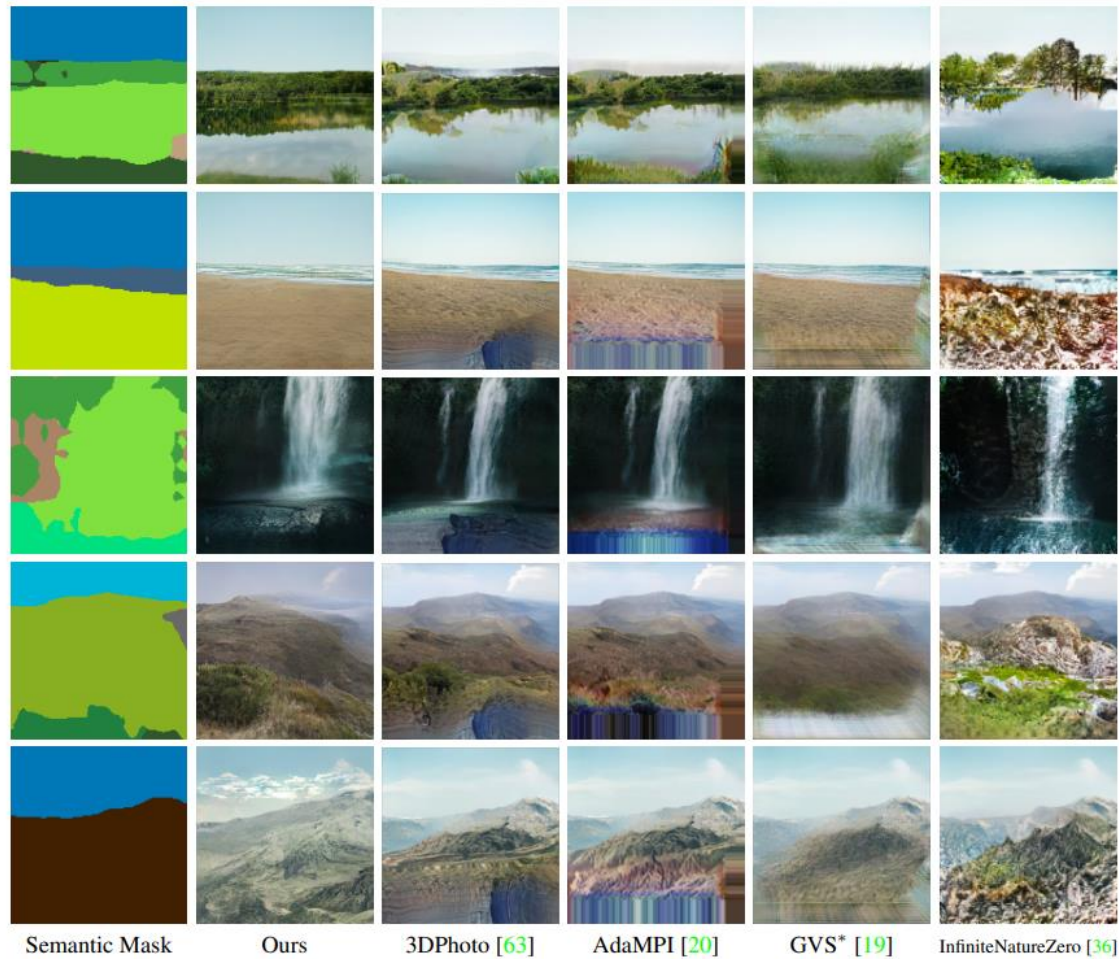 Semantic Mask Ours 3DPhoto [63] AdaMPI [20] GVS* [19] InfiniteNatureZero [36]